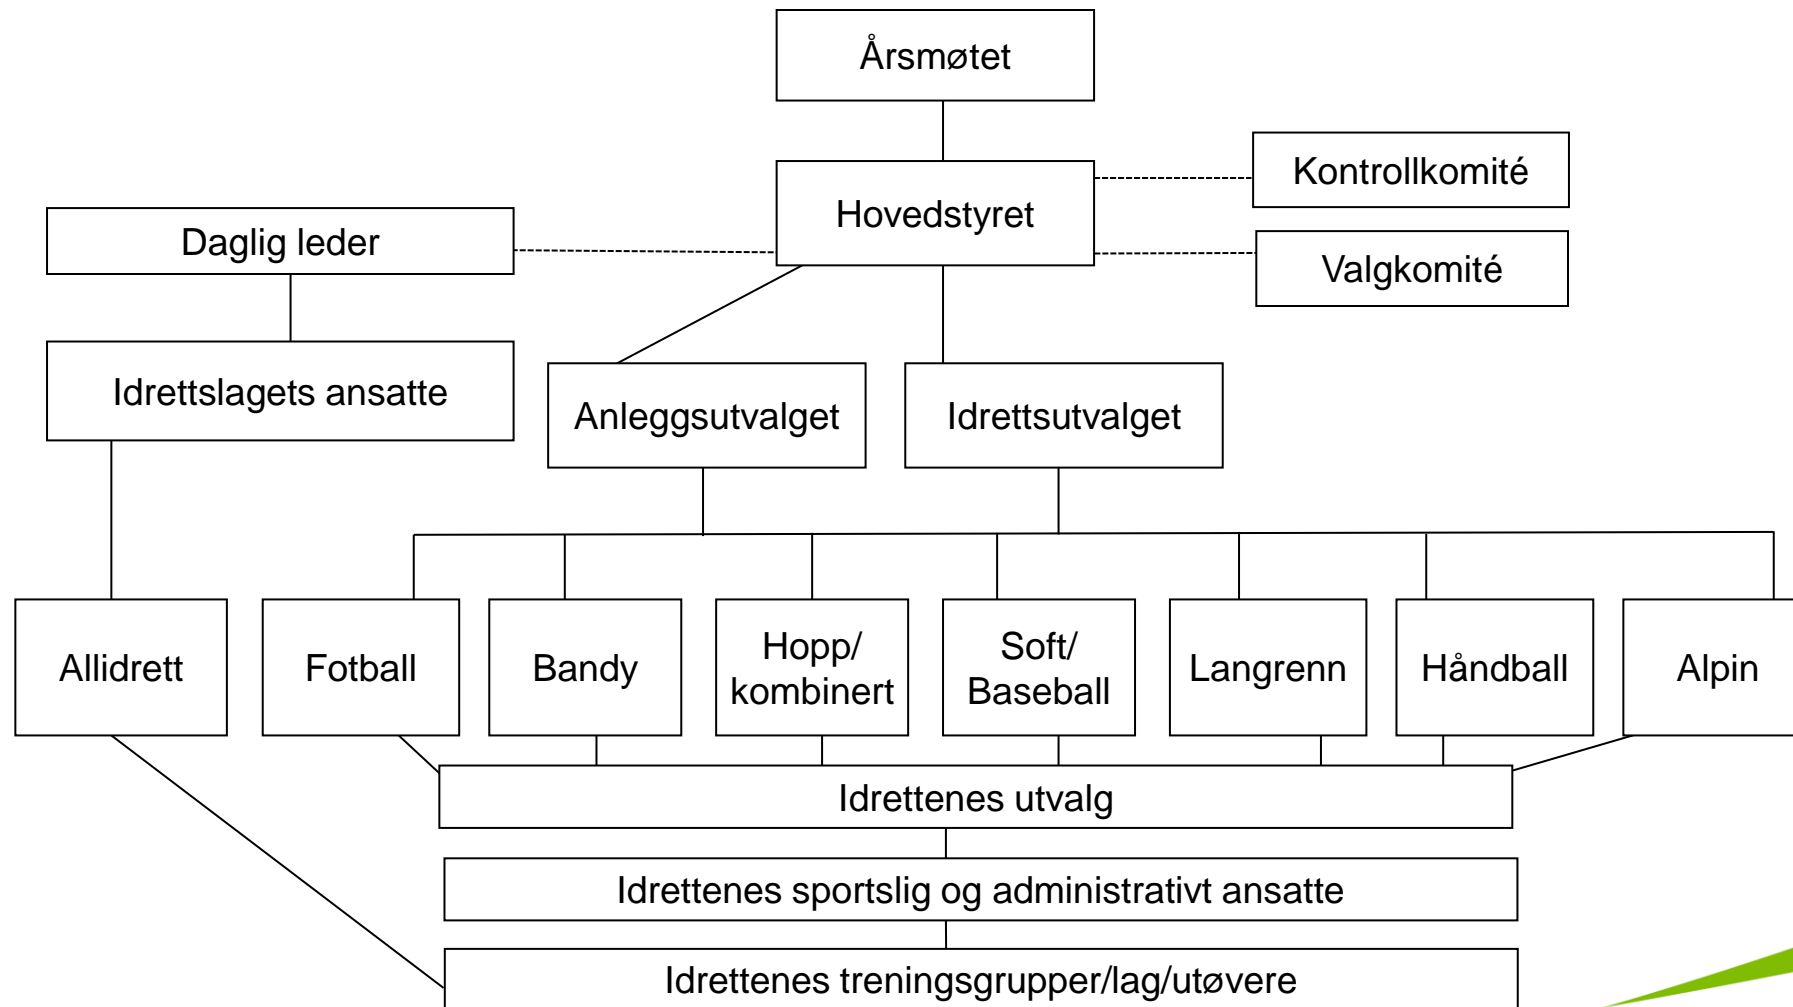 Årsmøtet
Kontrollkomité
Hovedstyret
Daglig leder
Valgkomité
Idrettslagets ansatte
Anleggsutvalget
Idrettsutvalget
Allidrett
Fotball
Bandy
Hopp/
kombinert
Soft/
Baseball
Langrenn
Håndball
Alpin
Idrettenes utvalg
Idrettenes sportslig og administrativt ansatte
Idrettenes treningsgrupper/lag/utøvere